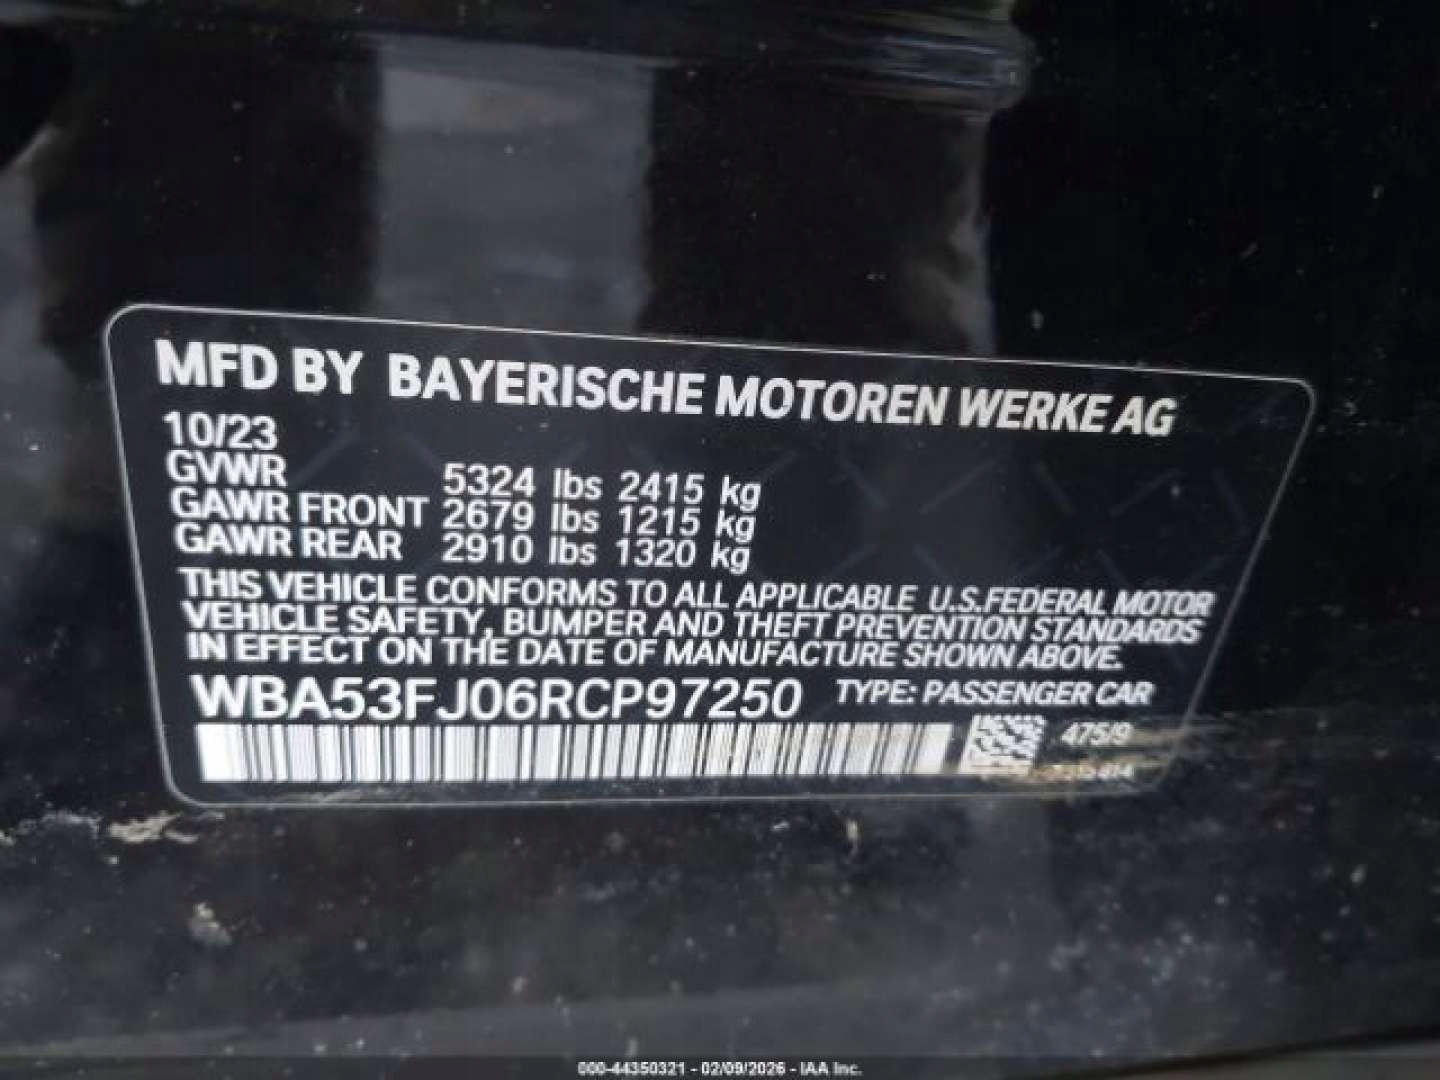 MFD BY BAYERISCHE MOTOREN WERKE AG
10/23
GVWR 5324 lbs 2415 kg
GAWR FRONT 2679 lbs 1215 kg
GAWR REAR 2910 lbs 1320 kg
THIS VEHICLE CONFORMS TO ALL APPLICABLE U.S.FEDERAL MOTOR
VEHICLE SAFETY, BUMPER AND THEFT PREVENTION STANDARDS
IN EFFECT ON THE DATE OF MANUFACTURE SHOWN ABOVE.
WBA53FJ06RCP97250 TYPE: PASSENGER CAR
475/9
000-44350321 - 02/09/2026 - IAA Inc.